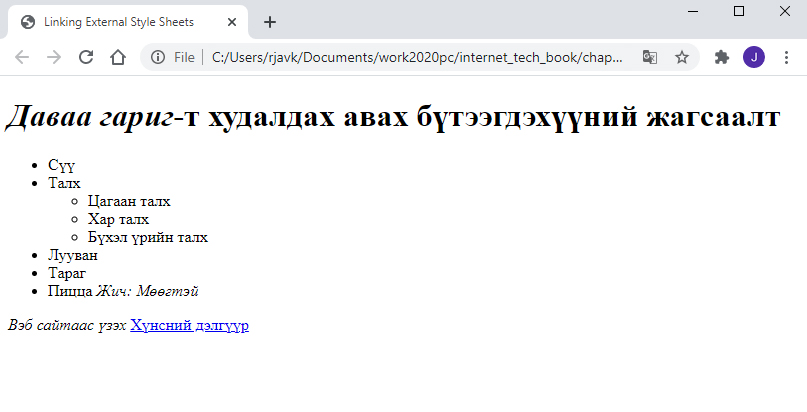 Linking External Style Sheets
File C:/Users/rjavk/Documents/work2020pc/internet_tech_book/chap... J
Даваа гариг-т худалдах авах бүтээгдэхүүний жагсаалт
Сүү
Талх
Цагаан талх
Хар талх
Бүхэл үрийн талх
Лууван
Тараг
Пицца Жич: Мөөгтэй
Вэб сайтаас үзэх Хүнсний дэлгүүр